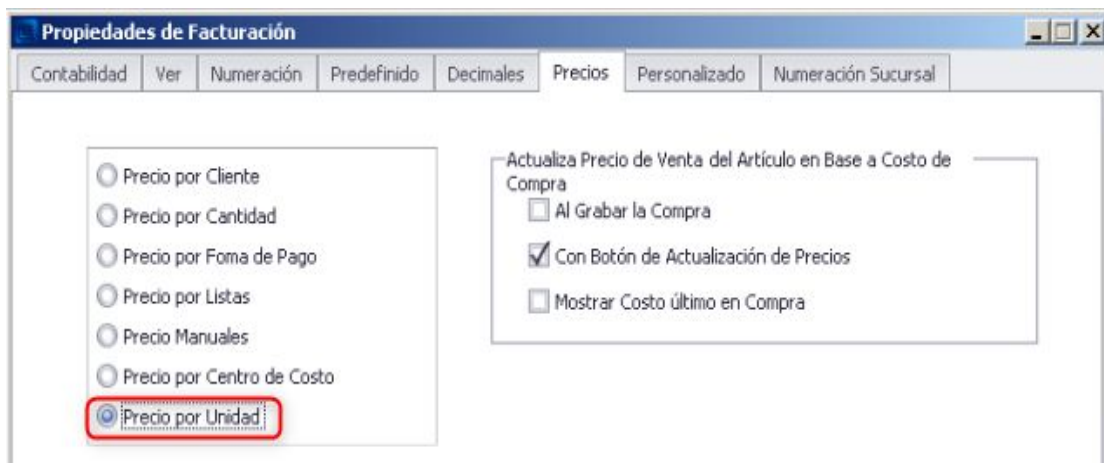 Propiedades de Facturación
Contabilidad Ver Numeración Predefinido Decimales Precios Personalizado Numeración Sucursal
Precio por Cliente
Precio por Cantidad
Precio por Foma de Pago
Precio por Listas
Precio Manuales
Precio por Centro de Costo
Precio por Unidad
Actualiza Precio de Venta del Artículo en Base a Costo de
Compra
Al Grabar la Compra
Con Botón de Actualización de Precios
Mostrar Costo último en Compra